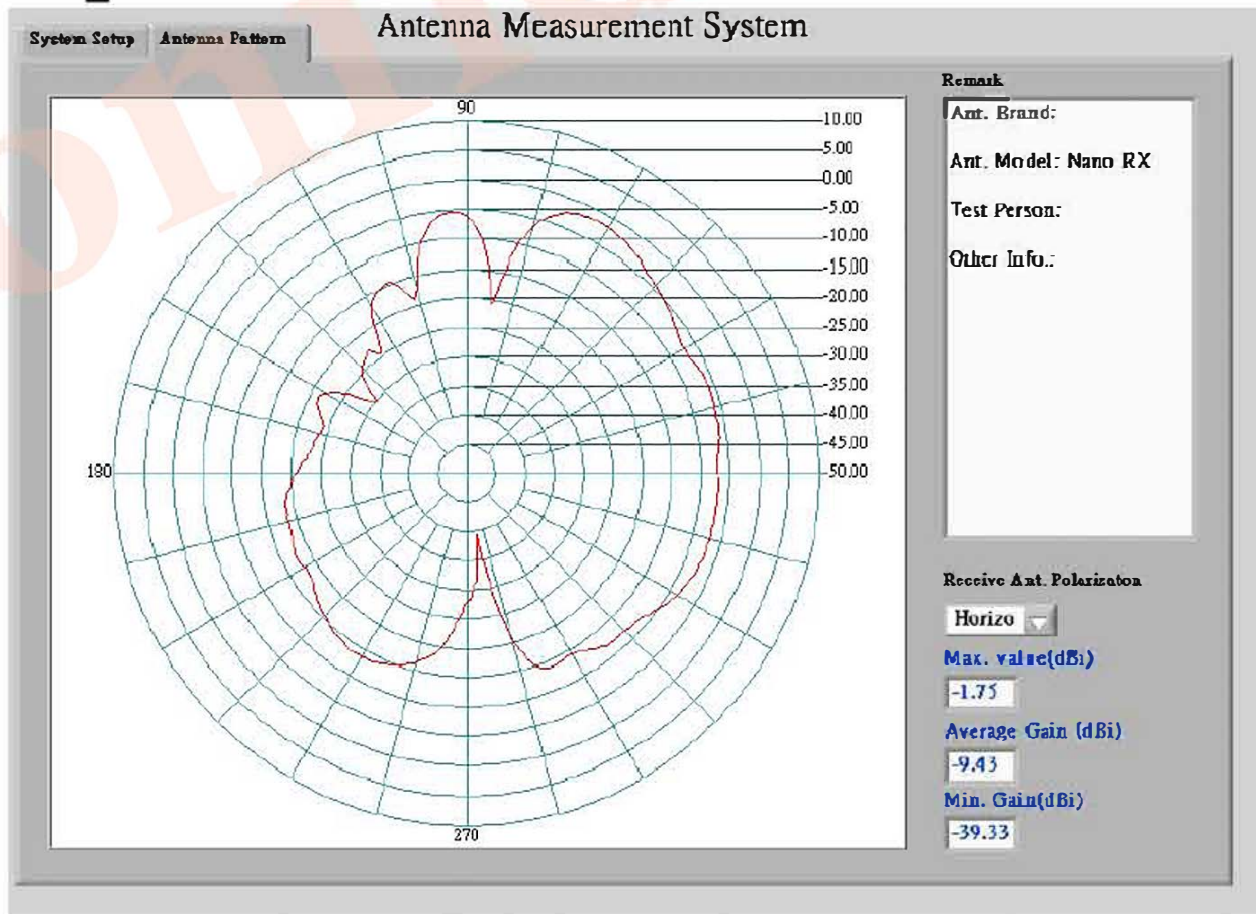 Antenna Measurement System
System Setup
Antenna Pattern
90
10.00
5.00
0.00
-5.00
-10.00
-15.00
-20.00
-25.00
-30.00
-35.00
-40.00
-45.00
-50.00
180
270
Remark
Ant. Brand:
Ant. Model: Nano RX
Test Person:
Other Info.:
Receive Ant. Polarizaton
Horizo
Max. value(dBi)
-1.75
Average Gain (dBi)
-9.43
Min. Gain(dBi)
-39.33